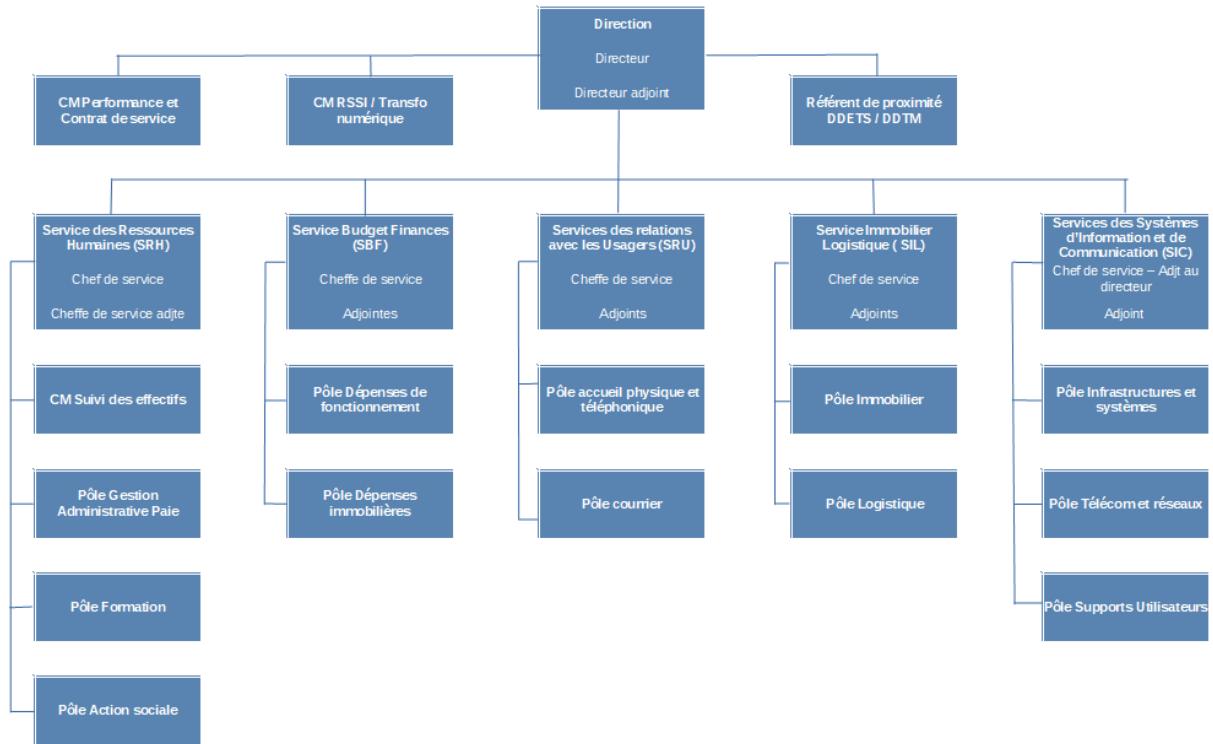 Direction
Directeur
Directeur adjoint
CM Performance et
Contrat de service
CM RSSI / Transfo
numérique
Référent de proximité
DDETS / DDTM
Service des Ressources
Humaines (SRH)
Chef de service
Cheffe de service adjte
Service Budget Finances
(SBF)
Cheffe de service
Adjointes
Services des relations
avec les Usagers (SRU)
Cheffe de service
Adjoints
Service Immobilier
Logistique ( SIL)
Chef de service
Adjoints
Services des Systèmes
d'Information et de
Communication (SIC)
Chef de service – Adjt au
directeur
Adjoint
CM Suivi des effectifs
Pôle Dépenses de
fonctionnement
Pôle accueil physique et
téléphonique
Pôle Immobilier
Pôle Infrastructures et
systèmes
Pôle Gestion
Administrative Paie
Pôle Dépenses
immobilières
Pôle courrier
Pôle Logistique
Pôle Télécom et réseaux
Pôle Formation
Pôle Supports Utilisateurs
Pôle Action sociale